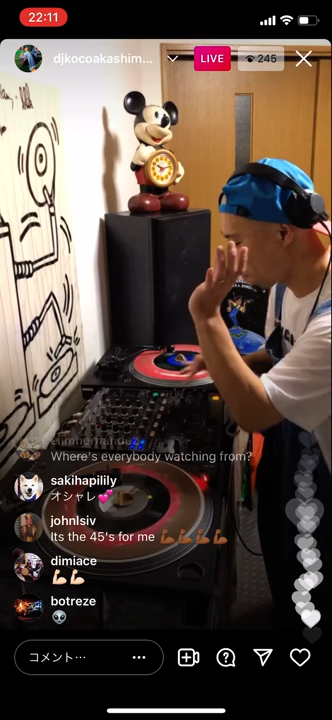 22:11
djkocoakashim...
LIVE
245
Where's everybody watching from?
sakihapilily
オシャレ💕
johnlsiv
Its the 45's for me 💪🏾💪🏾💪🏾💪🏾
dimiace
💪🏼💪🏼
botreze
👽
コメント…